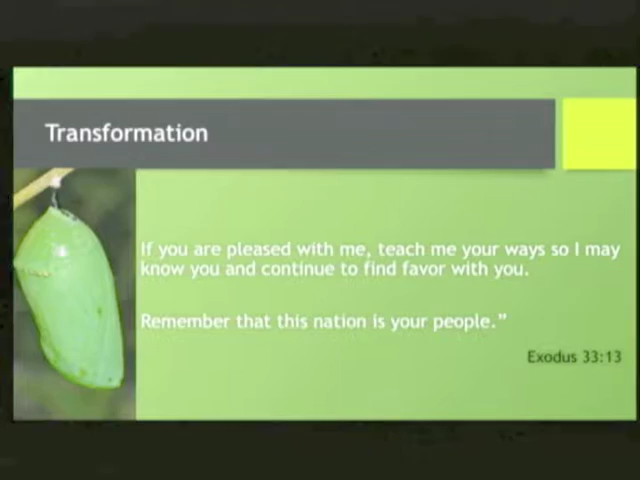 Transformation
If you are pleased with me, teach me your ways so I may
know you and continue to find favor with you.
Remember that this nation is your people.”
Exodus 33:13